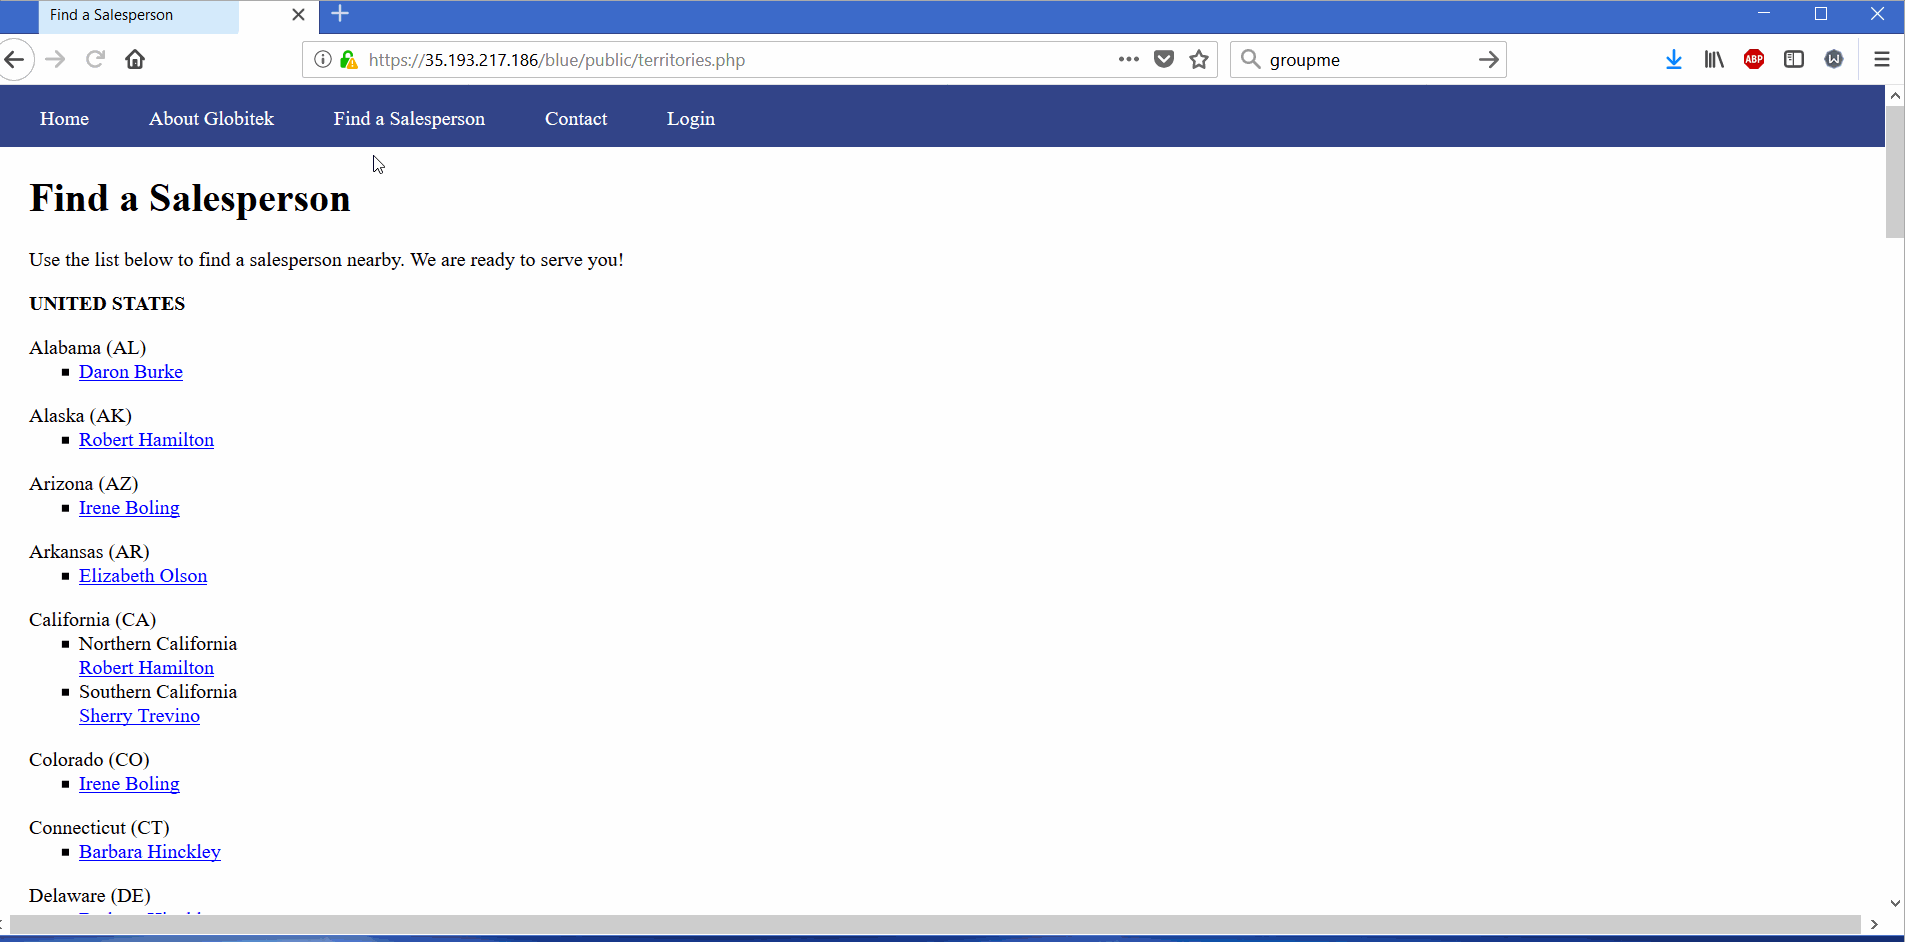 Find a Salesperson
https://35.193.217.186/blue/public/territories.php
groupme
ABP
Home About Globitek Find a Salesperson Contact Login
Find a Salesperson
Use the list below to find a salesperson nearby. We are ready to serve you!
UNITED STATES
Alabama (AL)
Daron Burke
Alaska (AK)
Robert Hamilton
Arizona (AZ)
Irene Boling
Arkansas (AR)
Elizabeth Olson
California (CA)
Northern California
Robert Hamilton
Southern California
Sherry Trevino
Colorado (CO)
Irene Boling
Connecticut (CT)
Barbara Hinckley
Delaware (DE)